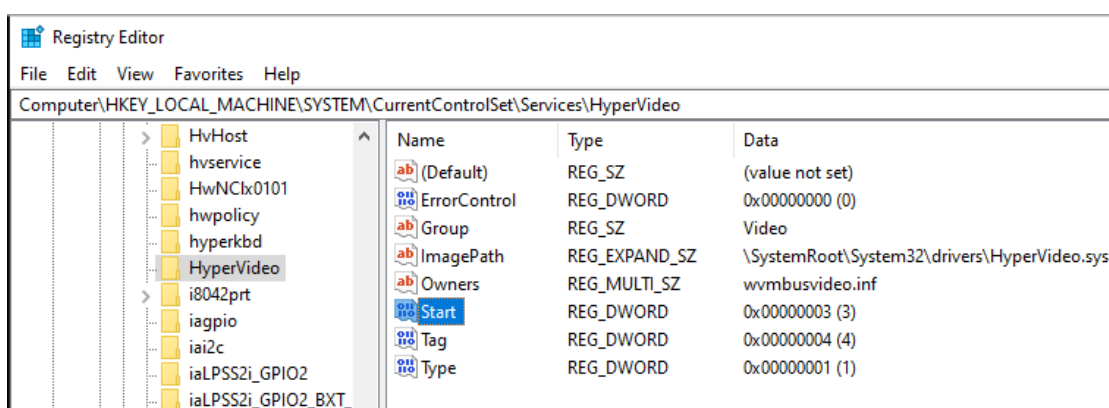 Registry Editor
File Edit View Favorites Help
Computer\HKEY_LOCAL_MACHINE\SYSTEM\CurrentControlSet\Services\HyperVideo
HvHost
hvservice
HwNClx0101
hwpolicy
hyperkbd
HyperVideo
i8042prt
iagpio
iai2c
iaLPSS2i_GPIO2
iaLPSS2i_GPIO2_BXT_
Name Type Data
(Default) REG_SZ (value not set)
ErrorControl REG_DWORD 0x00000000 (0)
Group REG_SZ Video
ImagePath REG_EXPAND_SZ \SystemRoot\System32\drivers\HyperVideo.sys
Owners REG_MULTI_SZ wvmbusvideo.inf
Start REG_DWORD 0x00000003 (3)
Tag REG_DWORD 0x00000004 (4)
Type REG_DWORD 0x00000001 (1)